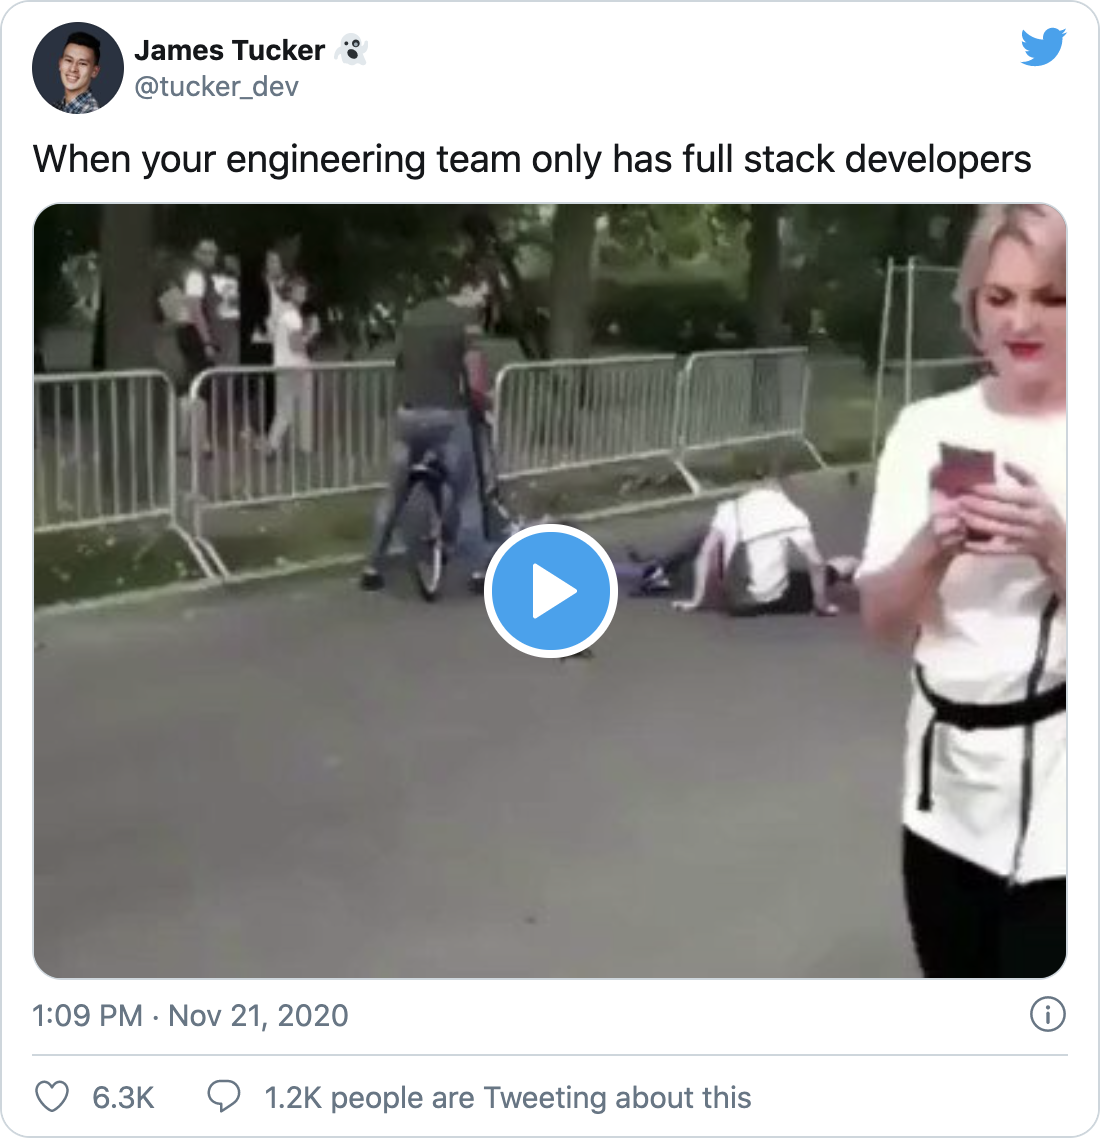 James Tucker 👻
@tucker_dev
When your engineering team only has full stack developers
1:09 PM · Nov 21, 2020
6.3K
1.2K people are Tweeting about this